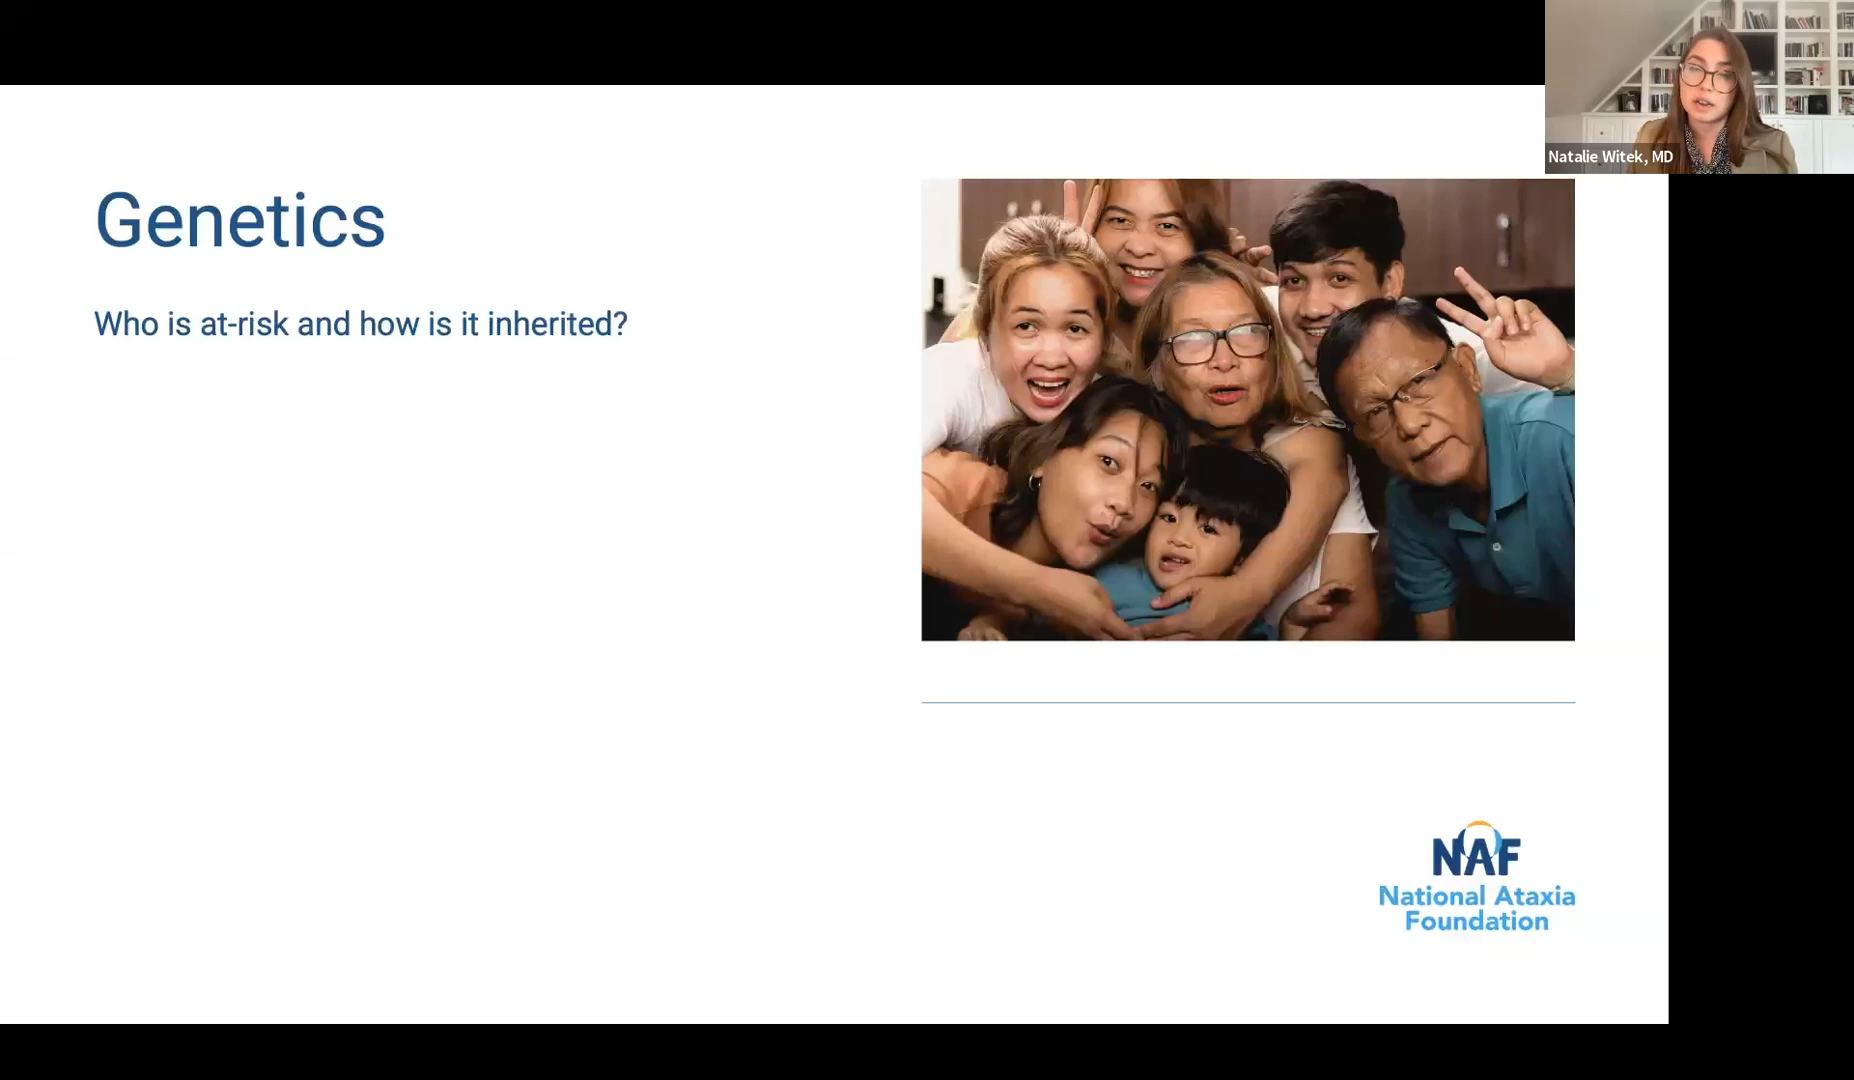 Natalie Witek, MD
Genetics
Who is at-risk and how is it inherited?
NAF
National Ataxia
Foundation